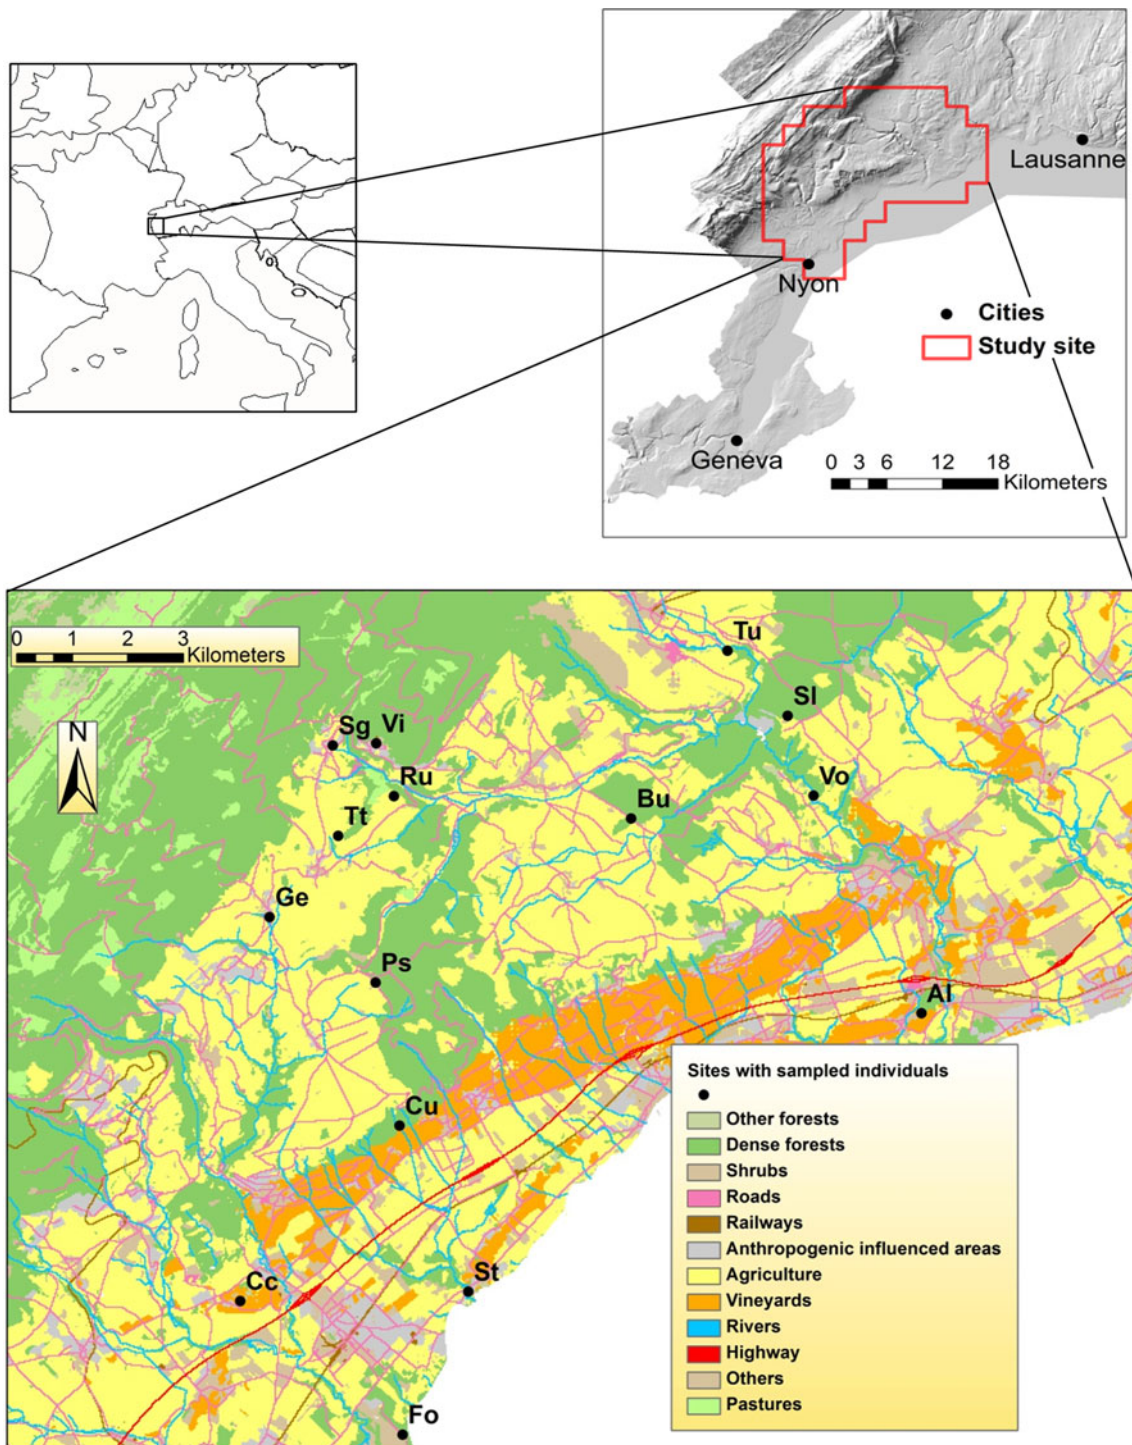 Lausanne
Nyon
Cities
Study site
Geneva
0 3 6 12 18
Kilometers
0 1 2 3
Kilometers
N
Tu
Sl
Sg
Vi
Ru
Vo
Bu
Tt
Ge
Ps
Al
Cu
Cc
St
Fo
Sites with sampled individuals
Other forests
Dense forests
Shrubs
Roads
Railways
Anthropogenic influenced areas
Agriculture
Vineyards
Rivers
Highway
Others
Pastures